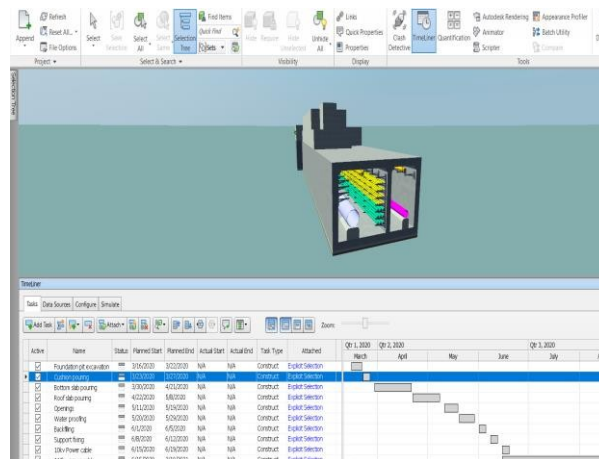 Append
Refresh
Reset All...
File Options
Project
Select
Save Selection
Select All
Select Same
Selection Tree
Find Items
Quick Find
Sets
Select & Search
Hide
Require
Hide Unselected
Unhide All
Visibility
Links
Quick Properties
Properties
Display
Clash Detective
TimeLiner
Quantification
Autodesk Rendering
Animator
Scripter
Appearance Profiler
Batch Utility
Compare
Tools
Selection Tree
TimeLiner
Tasks Data Sources Configure Simulate
Add Task Attach Zoom:
Active Name Status Planned Start Planned End Actual Start Actual End Task Type Attached
Qtr 1, 2020 Qtr 2, 2020 Qtr 3, 2020
March April May June July
Foundation pit excavation 3/16/2020 3/22/2020 N/A N/A Construct Explicit Selection
Cushion pouring 3/23/2020 3/27/2020 N/A N/A Construct Explicit Selection
Bottom slab pouring 3/30/2020 4/21/2020 N/A N/A Construct Explicit Selection
Roof slab pouring 4/22/2020 5/8/2020 N/A N/A Construct Explicit Selection
Openings 5/11/2020 5/19/2020 N/A N/A Construct Explicit Selection
Water proofing 5/20/2020 5/29/2020 N/A N/A Construct Explicit Selection
Backfilling 6/1/2020 6/5/2020 N/A N/A Construct Explicit Selection
Support fixing 6/8/2020 6/12/2020 N/A N/A Construct Explicit Selection
10kv Power cable 6/15/2020 6/19/2020 N/A N/A Construct Explicit Selection